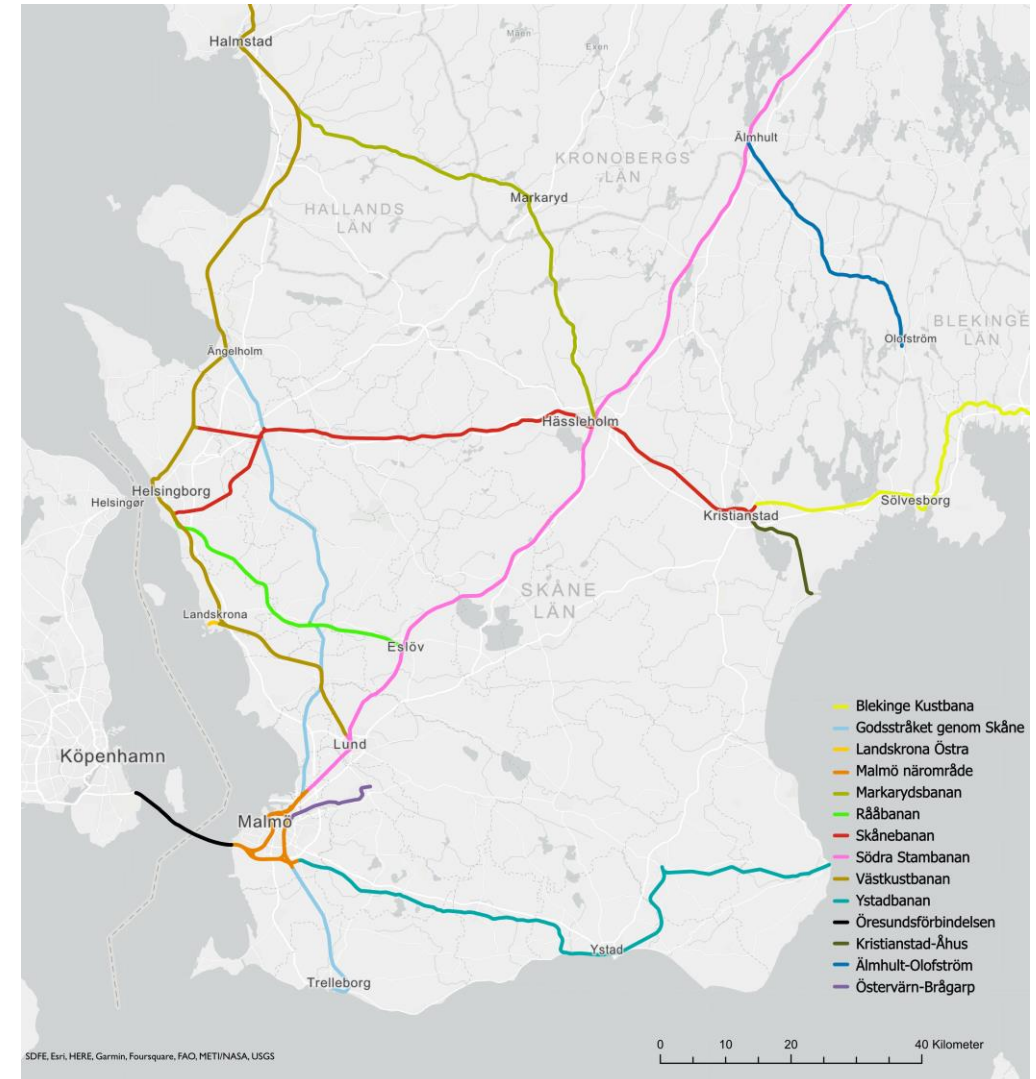 Halmstad
Mäen
Exen
Älmhult
KRONOBERGS
LÄN
HALLANDS
LÄN
Markaryd
BLEKINGE
LÄN
Olofström
Ängelholm
Hässleholm
Helsingborg
Helsingør
Sölvesborg
Kristianstad
SKÅNE
LÄN
Landskrona
Eslöv
Lund
Köpenhamn
Malmö
Ystad
Trelleborg
Blekinge Kustbana
Godsstråket genom Skåne
Landskrona Östra
Malmö närområde
Markarydsbanan
Rååbanan
Skånebanan
Södra Stambanan
Västkustbanan
Ystadbanan
Öresundsförbindelsen
Kristianstad-Åhus
Älmhult-Olofström
Östervärn-Brågarp
0 10 20 40 Kilometer
SDFE, Esri, HERE, Garmin, Foursquare, FAO, METI/NASA, USGS